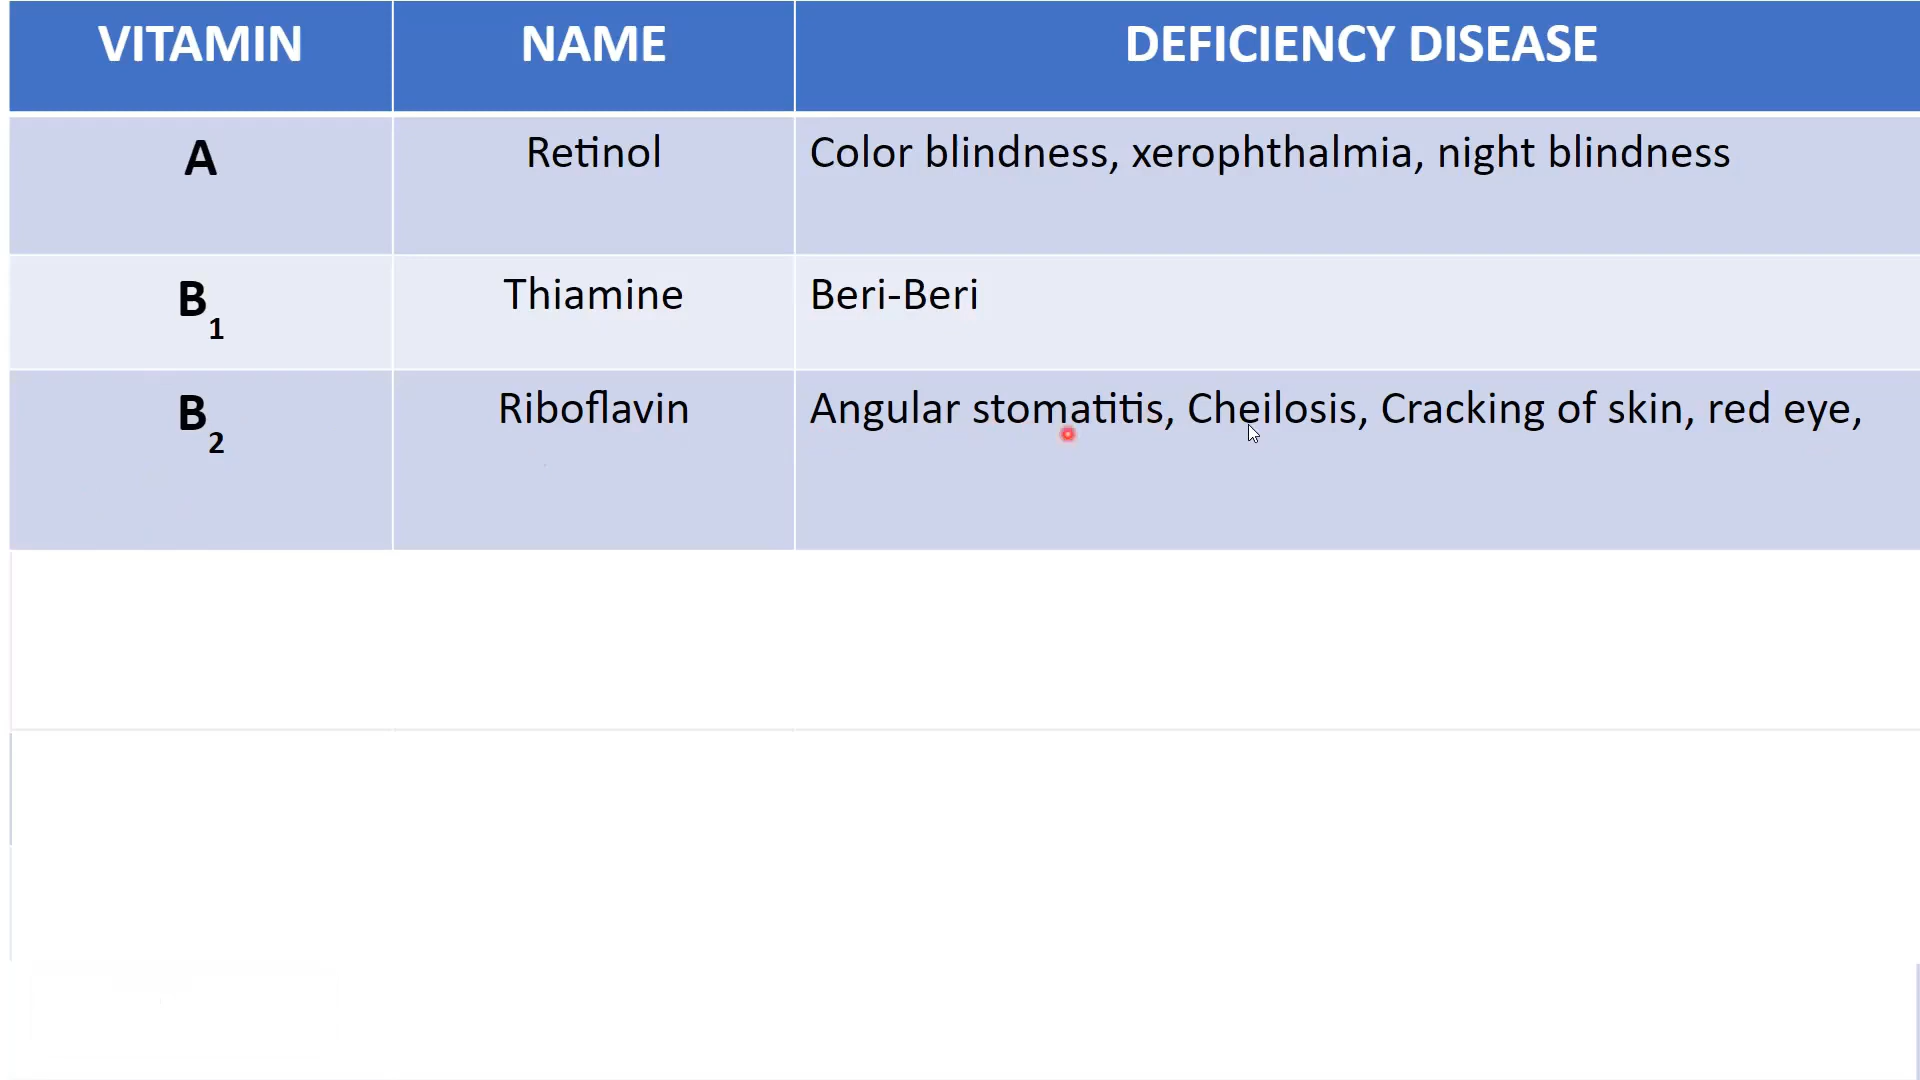 VITAMIN NAME DEFICIENCY DISEASE
A Retinol Color blindness, xerophthalmia, night blindness
B1 Thiamine Beri-Beri
B2 Riboflavin Angular stomatitis, Cheilosis, Cracking of skin, red eye,